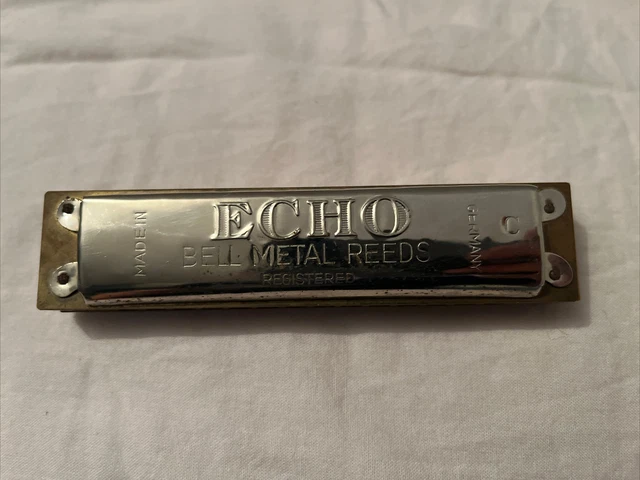 MADE IN
ECHO
BELL METAL REEDS
REGISTERED
GERMANY
C